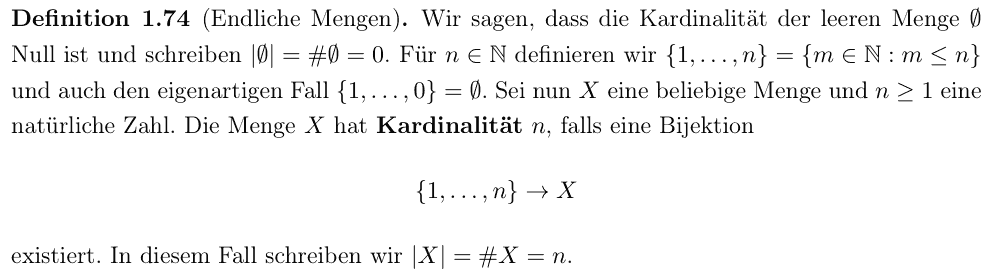 Definition 1.74 (Endliche Mengen). Wir sagen, dass die Kardinalität der leeren Menge ∅
Null ist und schreiben |∅| = #∅ = 0. Für n ∈ ℕ definieren wir {1, . . . , n} = {m ∈ ℕ : m ≤ n}
und auch den eigenartigen Fall {1, . . . , 0} = ∅. Sei nun X eine beliebige Menge und n ≥ 1 eine
natürliche Zahl. Die Menge X hat Kardinalität n, falls eine Bijektion
{1, . . . , n} → X
existiert. In diesem Fall schreiben wir |X| = #X = n.